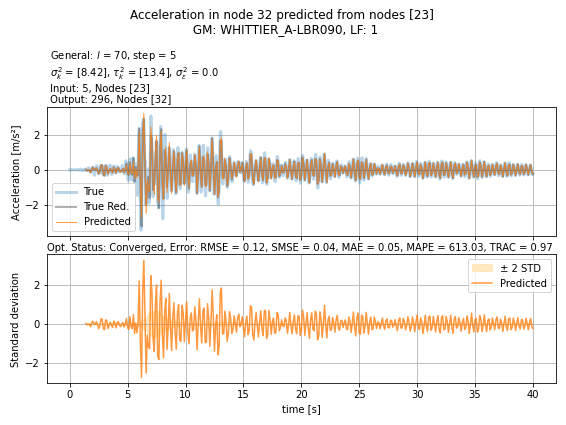 Acceleration in node 32 predicted from nodes [23]
GM: WHITTIER_A-LBR090, LF: 1
General: l = 70, step = 5
σ²ₖ = [8.42], τ²ₖ = [13.4], σ²ε = 0.0
Input: 5, Nodes [23]
Output: 296, Nodes [32]
Acceleration [m/s²]
2
0
−2
True
True Red.
Predicted
Opt. Status: Converged, Error: RMSE = 0.12, SMSE = 0.04, MAE = 0.05, MAPE = 613.03, TRAC = 0.97
Standard deviation
2
0
−2
± 2 STD
Predicted
0 5 10 15 20 25 30 35 40
time [s]